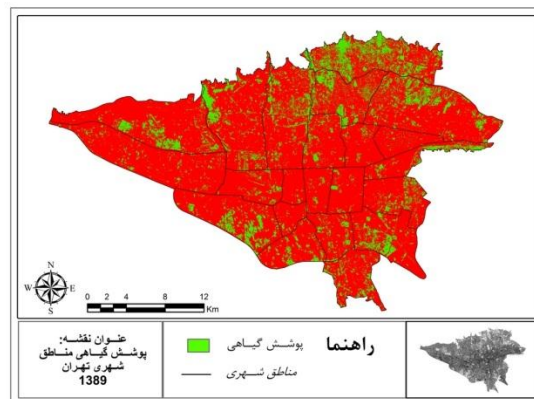 N
W E
S
0 2 4 8 12
Km
عنوان نقشه:
پوشش گیاهی مناطق
شهری تهران
1389
راهنما
پوشش گیاهی
مناطق شهری